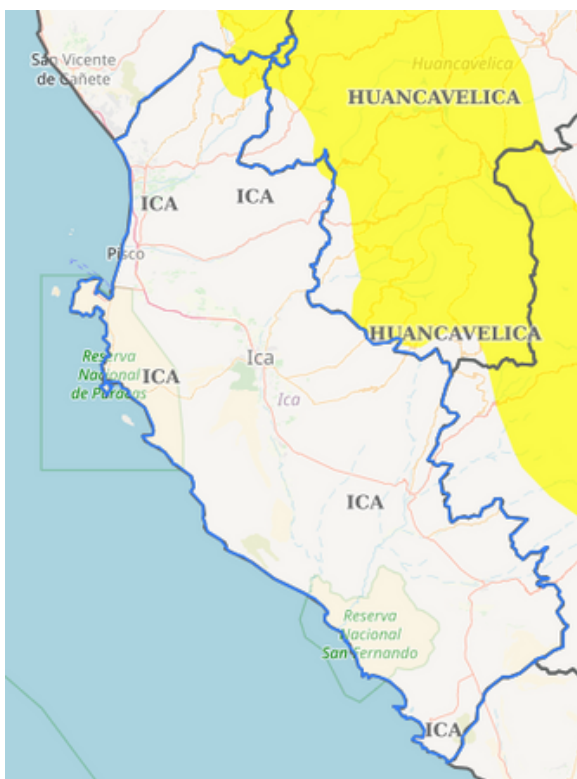 San Vicente
de Cañete
Huancavelica
HUANCAVELICA
ICA
ICA
Pisco
HUANCAVELICA
Reserva
Nacional
de Paracas
ICA
Ica
Ica
ICA
Reserva
Nacional
San Fernando
ICA